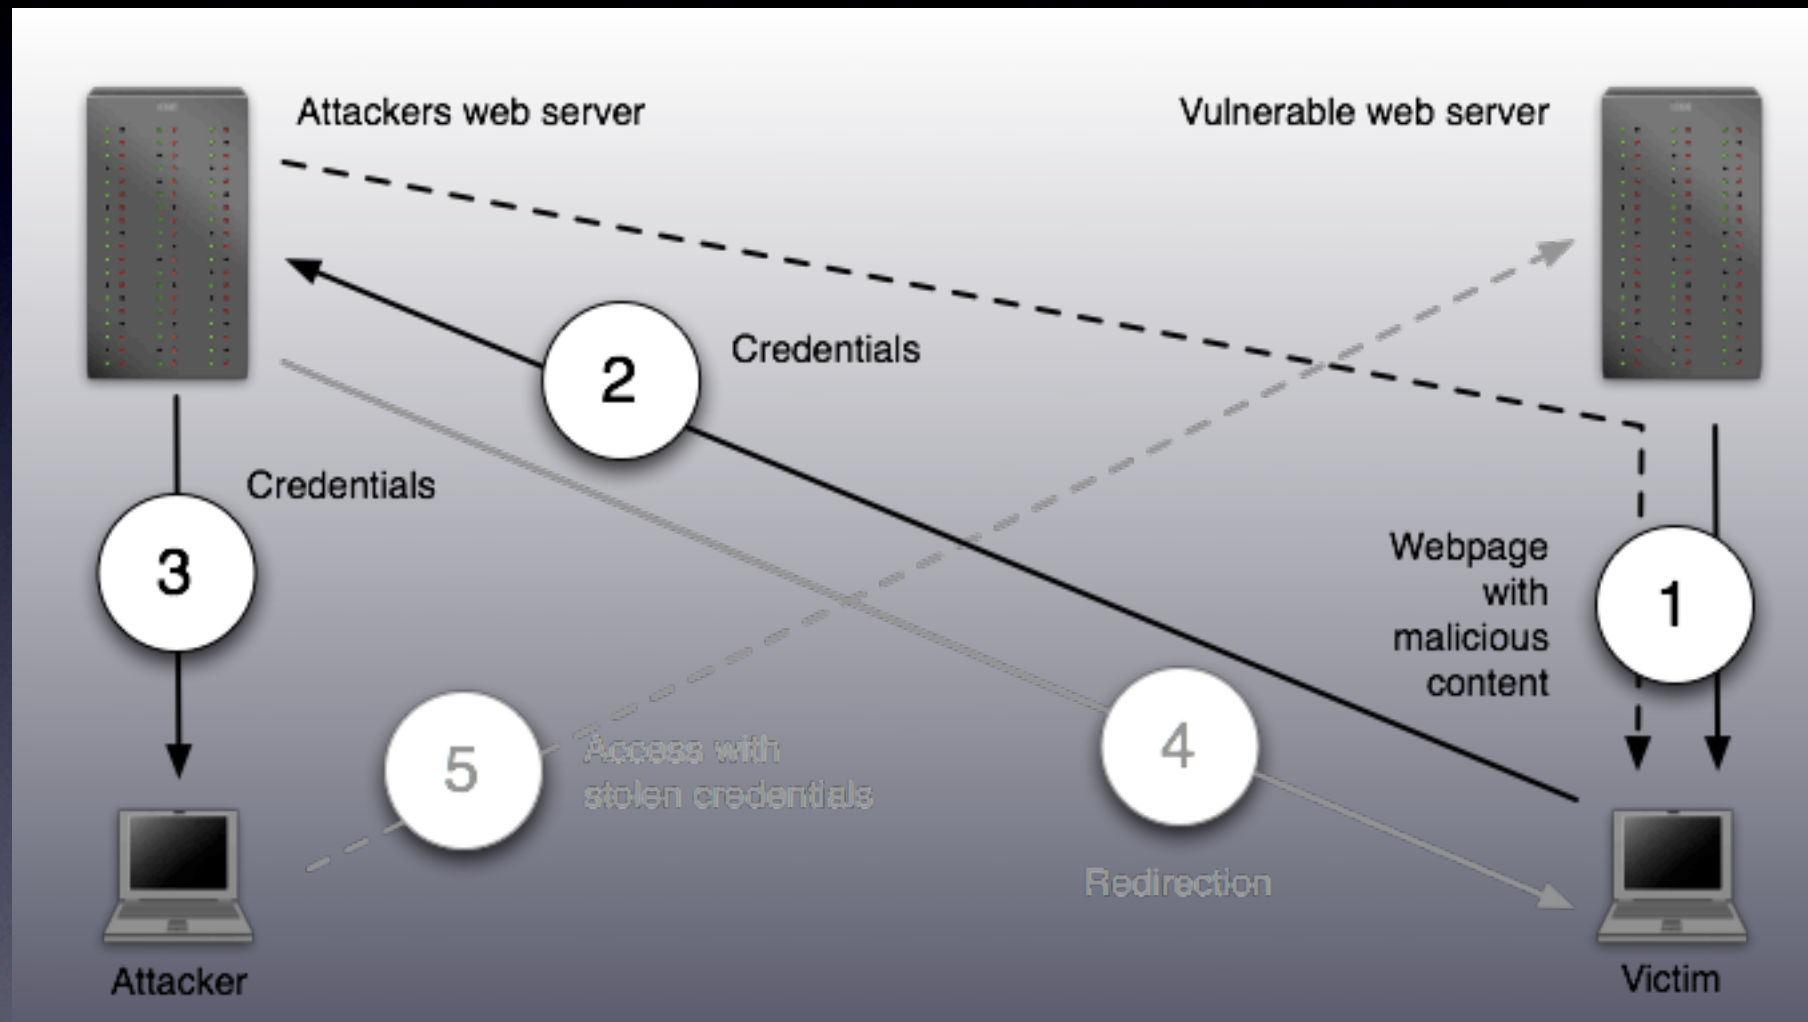 Attackers web server
Vulnerable web server
2
Credentials
Credentials
3
Webpage
with
malicious
content
1
5
Access with
stolen credentials
4
Redirection
Attacker
Victim